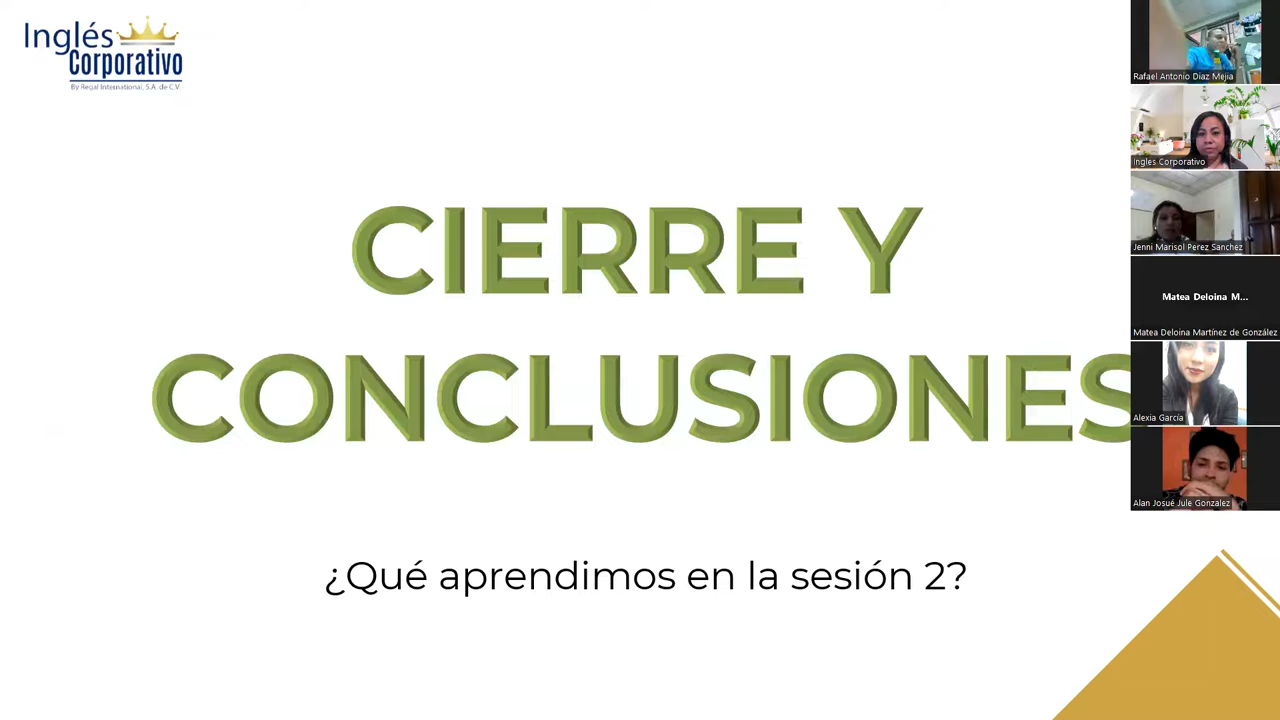 Inglés
Corporativo
By Regal International, S.A. de C.V.
CIERRE Y
CONCLUSIONES
¿Qué aprendimos en la sesión 2?
Rafael Antonio Díaz Mejia
Ingles Corporativo
Jenni Marisol Perez Sanchez
Matea Deloina M...
Matea Deloina Martínez de González
Alexia García
Alan Josué Jule Gonzalez